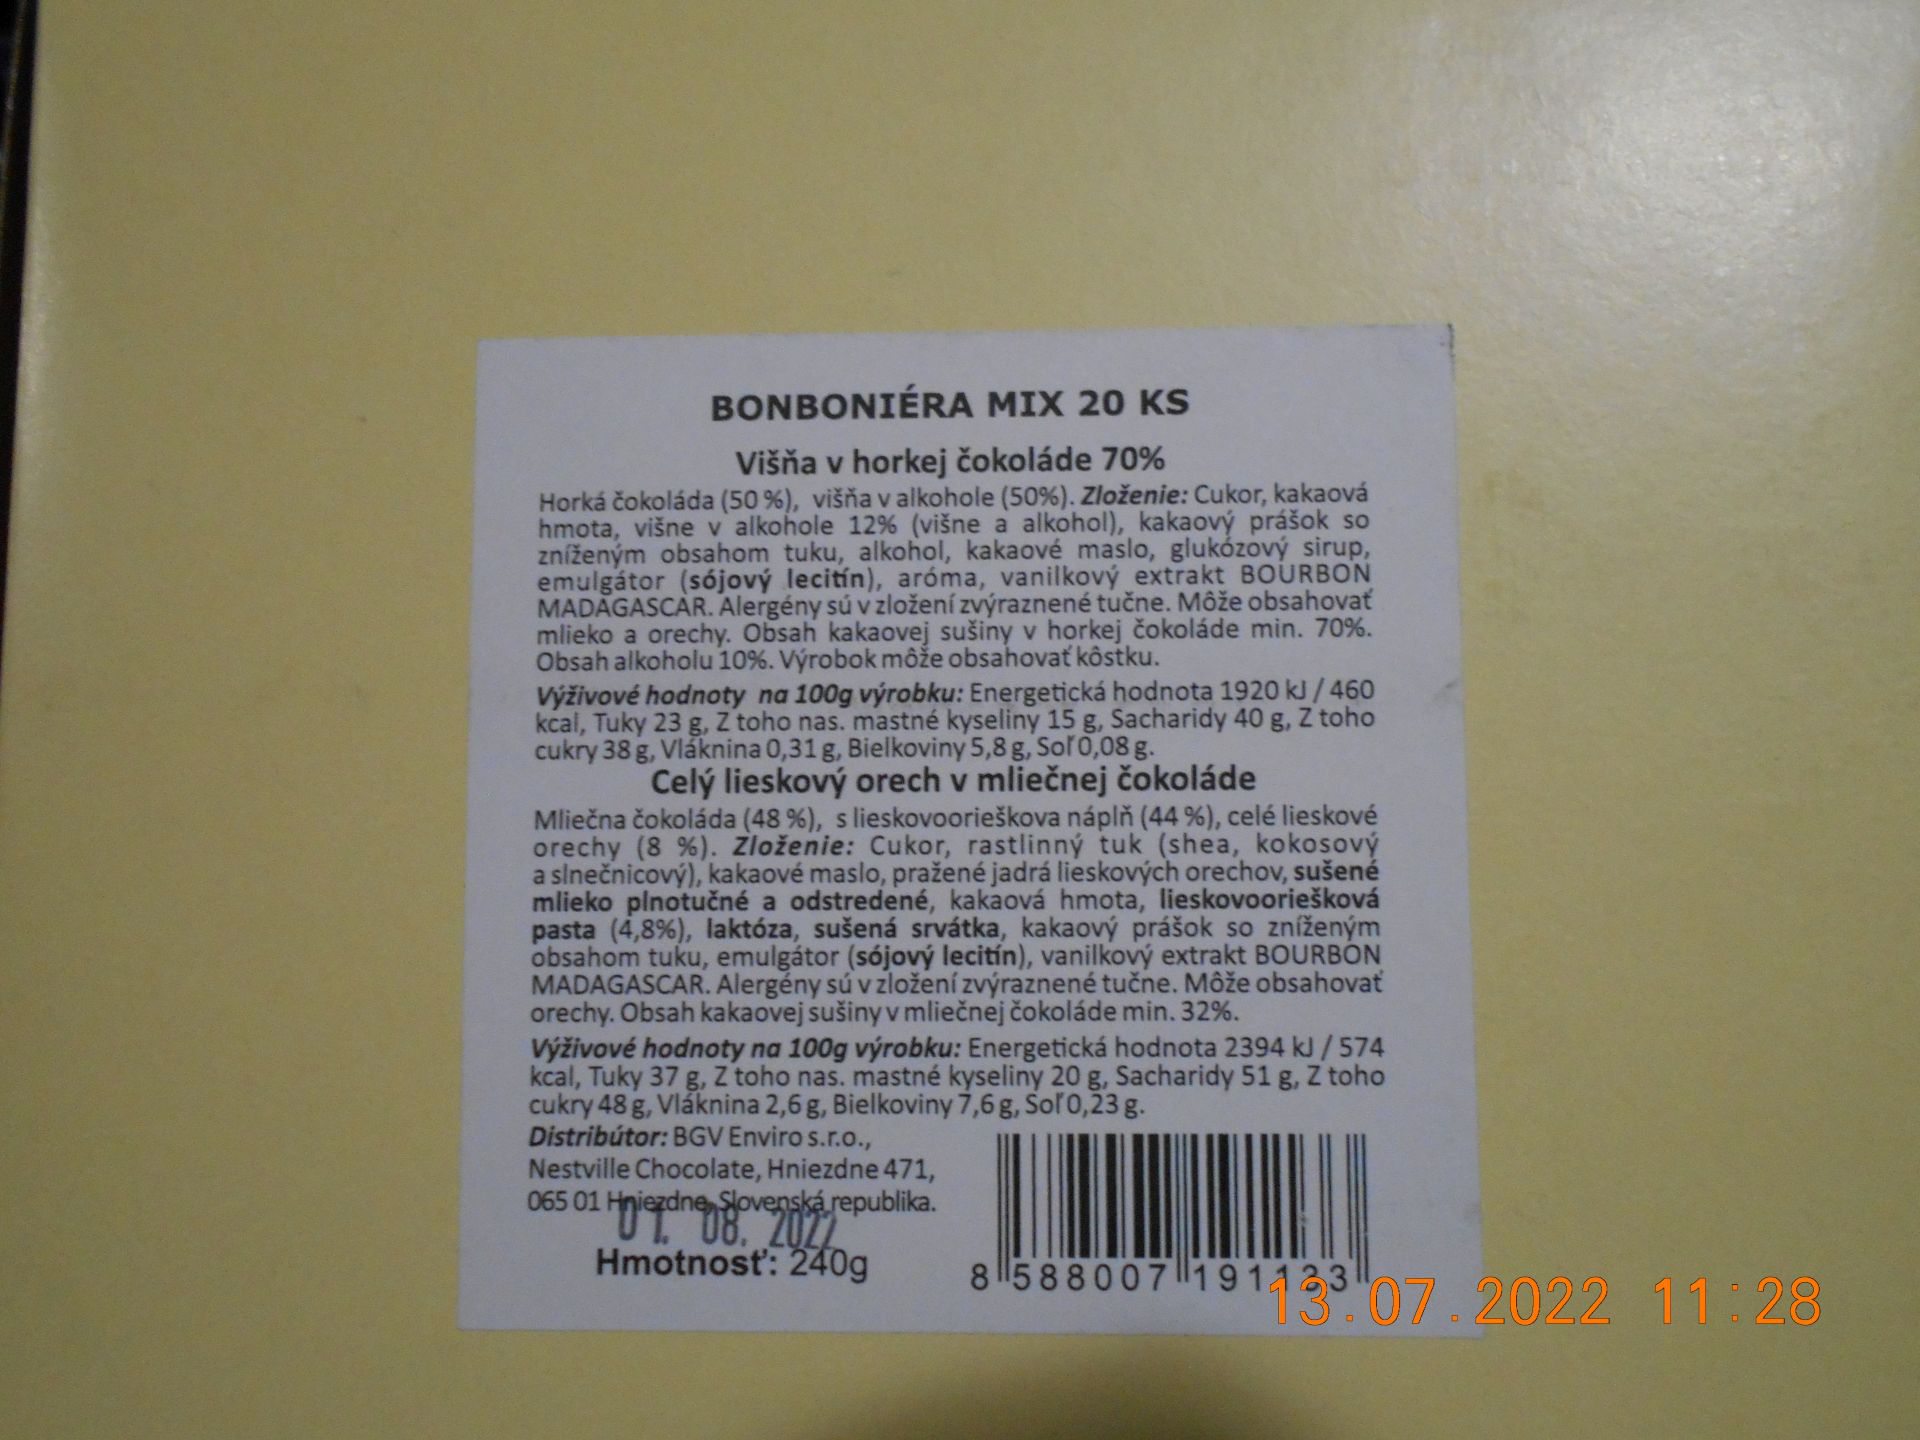 BONBONIÉRA MIX 20 KS
Višňa v horkej čokoláde 70%
Horká čokoláda (50 %), višňa v alkohole (50%). Zloženie: Cukor, kakaová
hmota, višne v alkohole 12% (višne a alkohol), kakaový prášok so
zníženým obsahom tuku, alkohol, kakaové maslo, glukózový sirup,
emulgátor (sójový lecitín), aróma, vanilkový extrakt BOURBON
MADAGASCAR. Alergény sú v zložení zvýraznené tučne. Môže obsahovať
mlieko a orechy. Obsah kakaovej sušiny v horkej čokoláde min. 70%.
Obsah alkoholu 10%. Výrobok môže obsahovať kôstku.
Výživové hodnoty na 100g výrobku: Energetická hodnota 1920 kJ / 460
kcal, Tuky 23 g, Z toho nas. mastné kyseliny 15 g, Sacharidy 40 g, Z toho
cukry 38 g, Vláknina 0,31 g, Bielkoviny 5,8 g, Soľ 0,08 g.
Celý lieskový orech v mliečnej čokoláde
Mliečna čokoláda (48 %), s lieskovoorieškova náplň (44 %), celé lieskové
orechy (8 %). Zloženie: Cukor, rastlinný tuk (shea, kokosový
a slnečnicový), kakaové maslo, pražené jadrá lieskových orechov, sušené
mlieko plnotučné a odstredené, kakaová hmota, lieskovooriešková
pasta (4,8%), laktóza, sušená srvátka, kakaový prášok so zníženým
obsahom tuku, emulgátor (sójový lecitín), vanilkový extrakt BOURBON
MADAGASCAR. Alergény sú v zložení zvýraznené tučne. Môže obsahovať
orechy. Obsah kakaovej sušiny v mliečnej čokoláde min. 32%.
Výživové hodnoty na 100g výrobku: Energetická hodnota 2394 kJ / 574
kcal, Tuky 37 g, Z toho nas. mastné kyseliny 20 g, Sacharidy 51 g, Z toho
cukry 48 g, Vláknina 2,6 g, Bielkoviny 7,6 g, Soľ 0,23 g.
Distribútor: BGV Enviro s.r.o.,
Nestville Chocolate, Hniezdne 471,
065 01 Hniezdne, Slovenská republika.
01. 08. 2022
Hmotnosť: 240g
8 588007 191133
13.07.2022 11:28